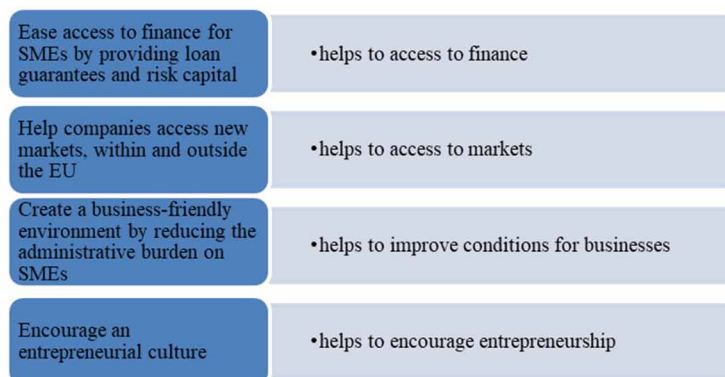 Ease access to finance for
SMEs by providing loan
guarantees and risk capital
•helps to access to finance
Help companies access new
markets, within and outside
the EU
•helps to access to markets
Create a business-friendly
environment by reducing the
administrative burden on
SMEs
•helps to improve conditions for businesses
Encourage an
entrepreneurial culture
•helps to encourage entrepreneurship